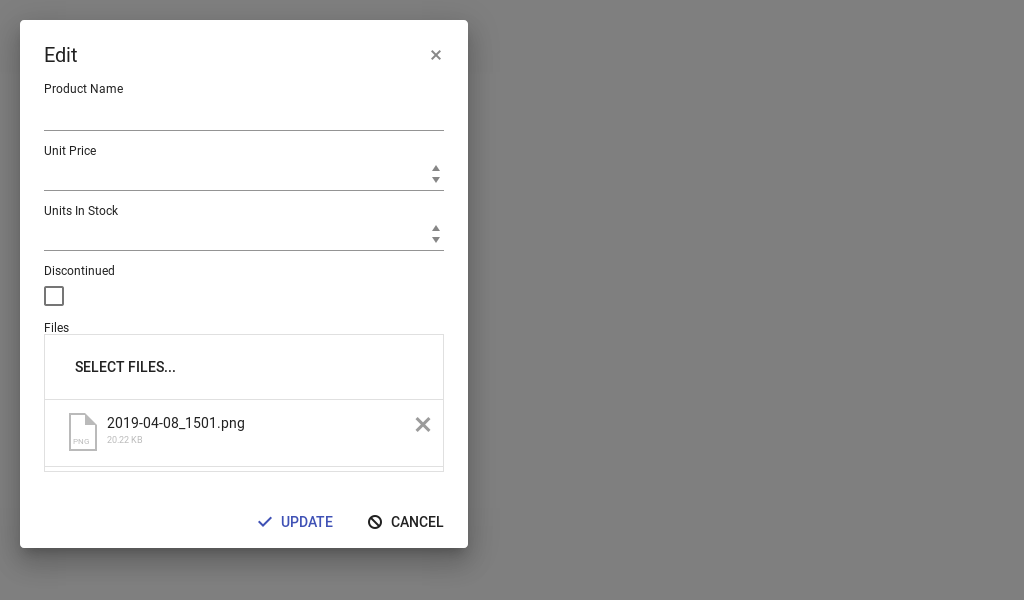 Edit
Product Name
Unit Price
Units In Stock
Discontinued
Files
SELECT FILES...
2019-04-08_1501.png
PNG
20.22 KB
UPDATE
CANCEL